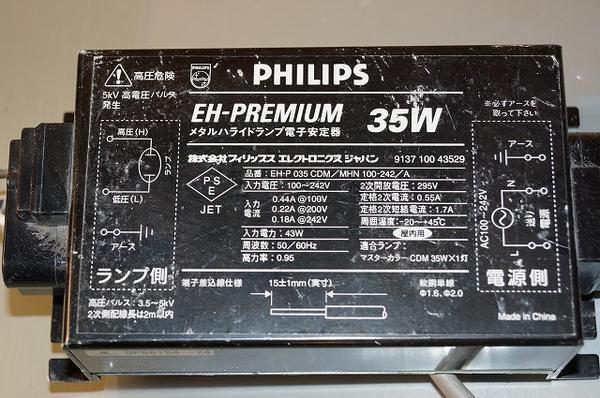 高圧危険
5kV 高電圧パルス
発生
PHILIPS
PHILIPS
EH-PREMIUM 35W
メタルハライドランプ電子安定器
※必ずアースを
取って下さい
株式会社フィリップス エレクトロニクス ジャパン 9137 100 43529
高圧(H)
ランプ
低圧(L)
アース
ランプ側
高圧パルス：3.5～5kV
2次側配線長は2m以内
P S
E
JET
品番：EH-P 035 CDM／MHN 100-242／A
入力電圧：100～242V
入力
電流
0.44A @100V
0.22A @200V
0.18A @242V
入力電力：43W
周波数：50／60Hz
高力率：0.95
2次開放電圧：295V
定格2次電流：0.55A
定格2次短絡電流：1.7A
周囲温度：-20～+45℃
屋内用
適合ランプ：
マスターカラー CDM 35W×1灯
アース
N
L
AC100~242V
送り
電源側
端子差込線仕様
15±1mm(実寸)
軟銅単線
Φ1.6、Φ2.0
Made in China